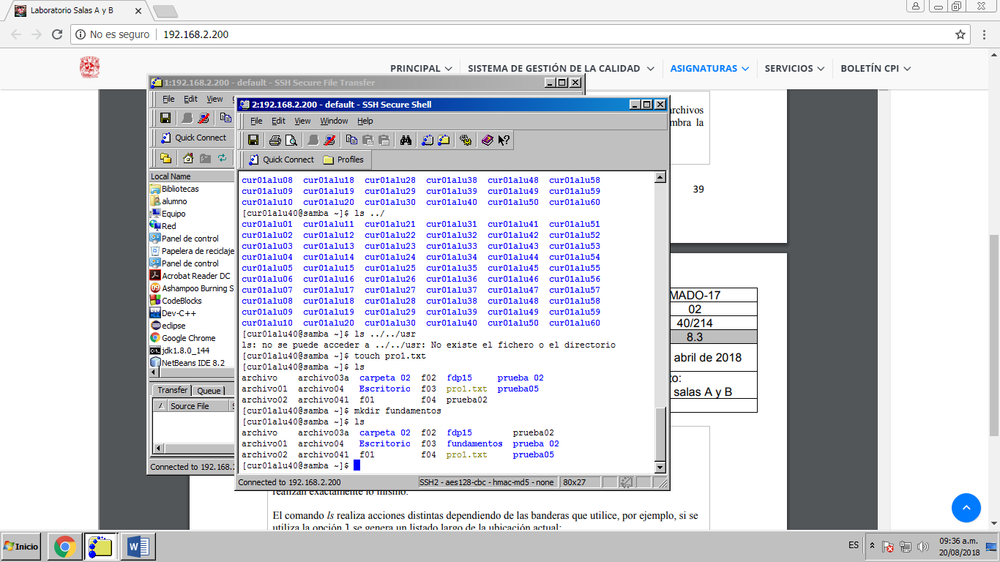 Laboratorio Salas A y B
No es seguro | 192.168.2.200
PRINCIPAL SISTEMA DE GESTIÓN DE LA CALIDAD ASIGNATURAS SERVICIOS BOLETÍN CPI
1:192.168.2.200 - default - SSH Secure File Transfer
File Edit View
Quick Connect
Local Name
Bibliotecas
alumno
Equipo
Red
Panel de control
Papelera de reciclaje
Panel de control
Acrobat Reader DC
Ashampoo Burning S
CodeBlocks
Dev-C++
eclipse
Google Chrome
jdk1.8.0_144
NetBeans IDE 8.2
Transfer Queue
Source File
Connected to 192.168.2
2:192.168.2.200 - default - SSH Secure Shell
File Edit View Window Help
Quick Connect Profiles
cur01alu08 cur01alu18 cur01alu28 cur01alu38 cur01alu48 cur01alu58
cur01alu09 cur01alu19 cur01alu29 cur01alu39 cur01alu49 cur01alu59
cur01alu10 cur01alu20 cur01alu30 cur01alu40 cur01alu50 cur01alu60
[cur01alu40@samba ~]$ ls ../
cur01alu01 cur01alu11 cur01alu21 cur01alu31 cur01alu41 cur01alu51
cur01alu02 cur01alu12 cur01alu22 cur01alu32 cur01alu42 cur01alu52
cur01alu03 cur01alu13 cur01alu23 cur01alu33 cur01alu43 cur01alu53
cur01alu04 cur01alu14 cur01alu24 cur01alu34 cur01alu44 cur01alu54
cur01alu05 cur01alu15 cur01alu25 cur01alu35 cur01alu45 cur01alu55
cur01alu06 cur01alu16 cur01alu26 cur01alu36 cur01alu46 cur01alu56
cur01alu07 cur01alu17 cur01alu27 cur01alu37 cur01alu47 cur01alu57
cur01alu08 cur01alu18 cur01alu28 cur01alu38 cur01alu48 cur01alu58
cur01alu09 cur01alu19 cur01alu29 cur01alu39 cur01alu49 cur01alu59
cur01alu10 cur01alu20 cur01alu30 cur01alu40 cur01alu50 cur01alu60
[cur01alu40@samba ~]$ ls ../../usr
ls: no se puede acceder a ../../usr: No existe el fichero o el directorio
[cur01alu40@samba ~]$ touch pro1.txt
[cur01alu40@samba ~]$ ls
archivo archivo03a carpeta 02 f02 fdp15 prueba 02
archivo01 archivo04 Escritorio f03 pro1.txt prueba05
archivo02 archivo041 f01 f04 prueba02
[cur01alu40@samba ~]$ mkdir fundamentos
[cur01alu40@samba ~]$ ls
archivo archivo03a carpeta 02 f02 fdp15 prueba02
archivo01 archivo04 Escritorio f03 fundamentos prueba 02
archivo02 archivo041 f01 f04 pro1.txt prueba05
[cur01alu40@samba ~]$
Connected to 192.168.2.200 SSH2 - aes128-cbc - hmac-md5 - none 80x27
archivos
mbra la
39
MADO-17
02
40/214
8.3
abril de 2018
to:
salas A y B
realizan exactamente lo mismo.
El comando ls realiza acciones distintas dependiendo de las banderas que utilice, por ejemplo, si se
utiliza la opción l se genera un listado largo de la ubicación actual:
Inicio
ES
09:36 a.m.
20/08/2018